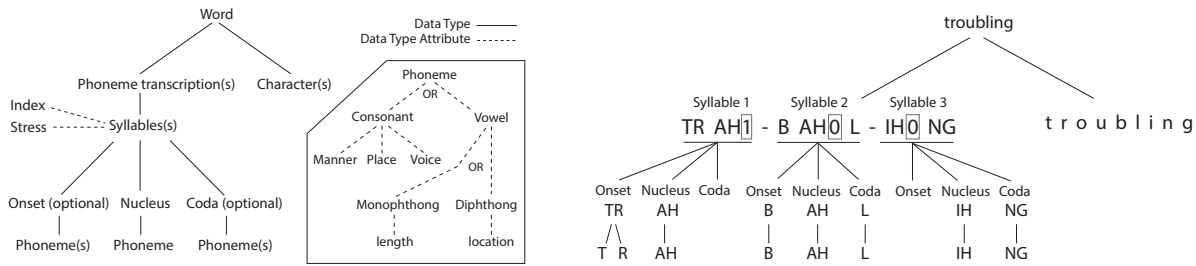 Word
Data Type
Data Type Attribute
Phoneme transcription(s) Character(s)
Index
Stress
Syllables(s)
Onset (optional) Nucleus Coda (optional)
Phoneme(s) Phoneme Phoneme(s)
Phoneme
OR
Consonant Vowel
Manner Place Voice
OR
Monophthong Diphthong
length location
troubling
Syllable 1 Syllable 2 Syllable 3
TR AH1 - B AH0 L - IH0 NG
t r o u b l i n g
Onset Nucleus Coda Onset Nucleus Coda Onset Nucleus Coda
TR AH B AH L IH NG
T R AH B AH L IH NG